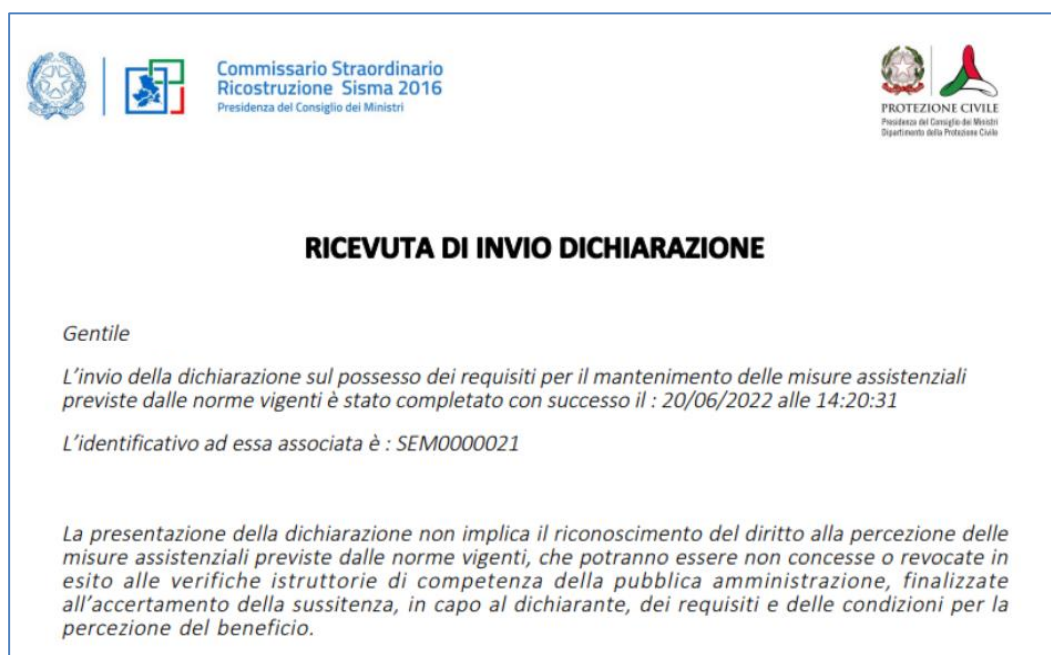 Commissario Straordinario
Ricostruzione Sisma 2016
Presidenza del Consiglio dei Ministri
PROTEZIONE CIVILE
Presidenza del Consiglio dei Ministri
Dipartimento della Protezione Civile
RICEVUTA DI INVIO DICHIARAZIONE
Gentile
L'invio della dichiarazione sul possesso dei requisiti per il mantenimento delle misure assistenziali
previste dalle norme vigenti è stato completato con successo il : 20/06/2022 alle 14:20:31
L'identificativo ad essa associata è : SEM0000021
La presentazione della dichiarazione non implica il riconoscimento del diritto alla percezione delle
misure assistenziali previste dalle norme vigenti, che potranno essere non concesse o revocate in
esito alle verifiche istruttorie di competenza della pubblica amministrazione, finalizzate
all'accertamento della sussitenza, in capo al dichiarante, dei requisiti e delle condizioni per la
percezione del beneficio.